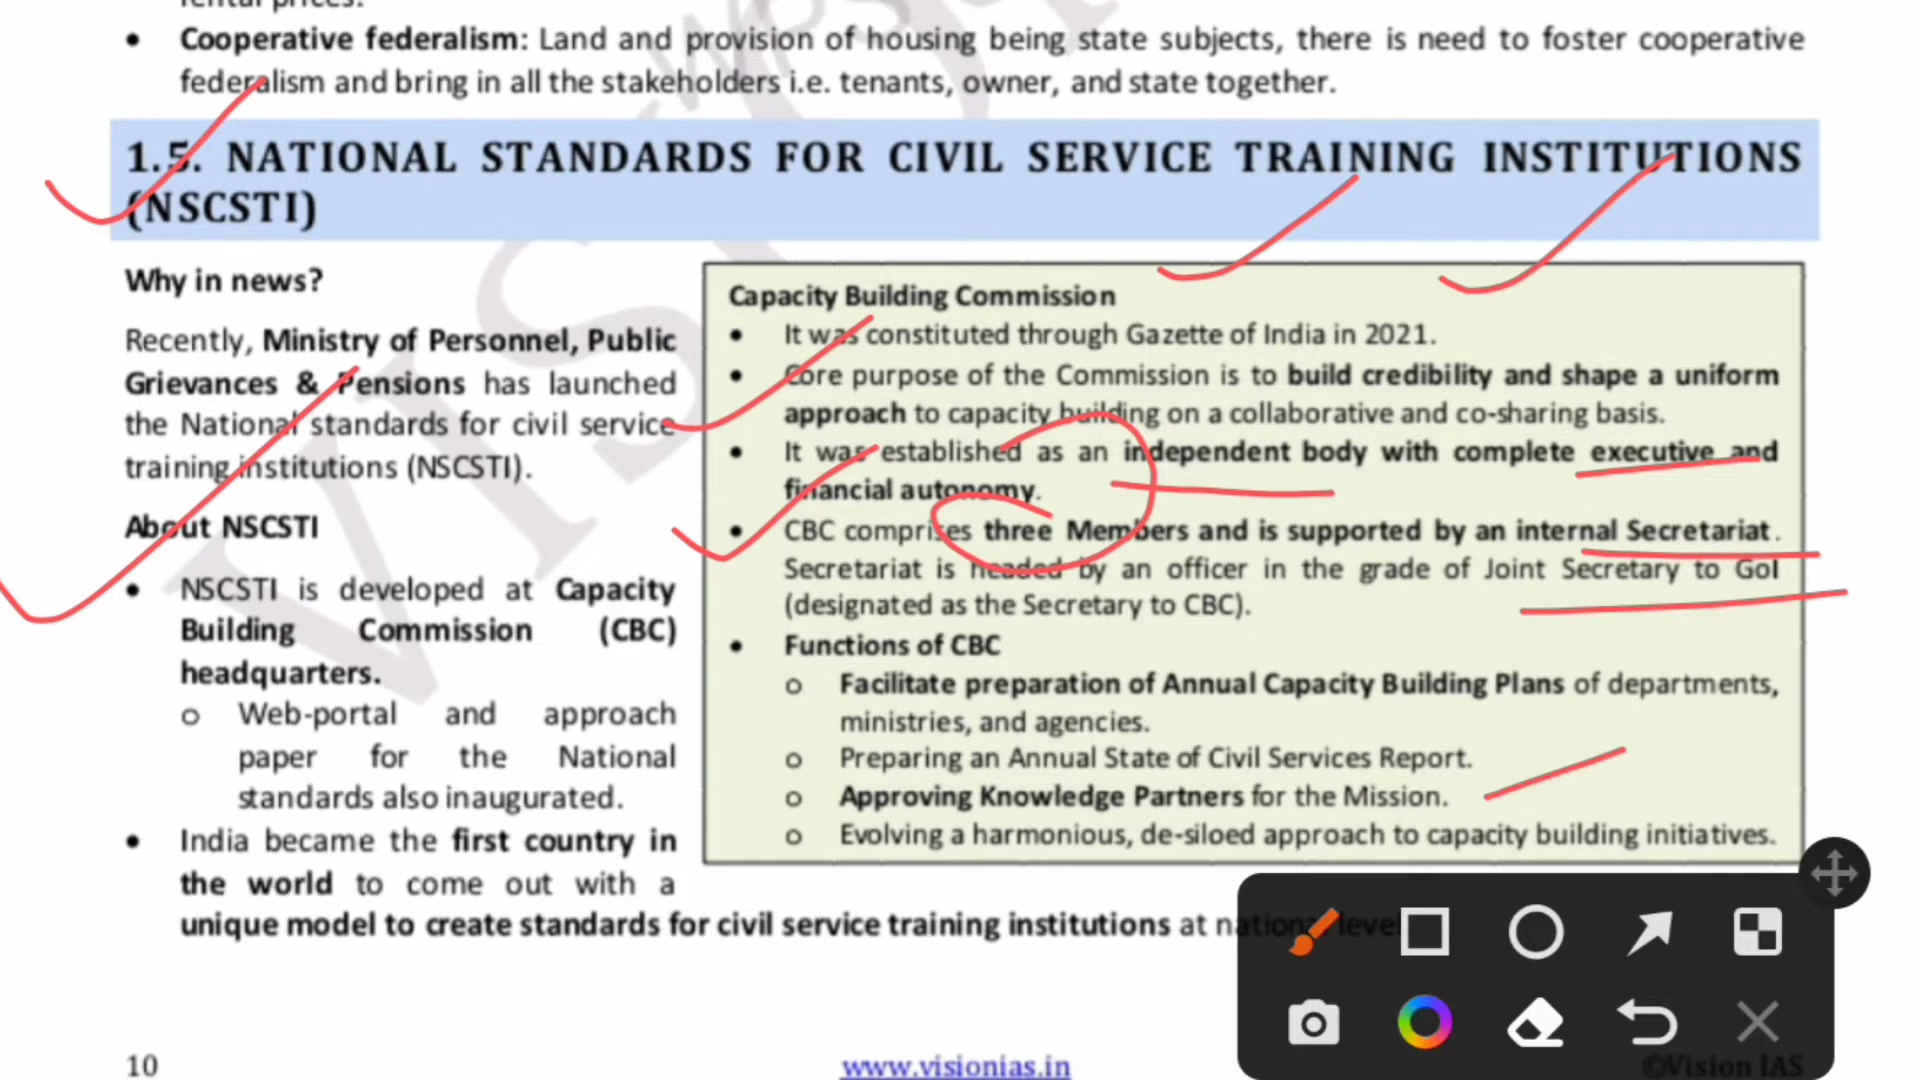 rental prices.
• Cooperative federalism: Land and provision of housing being state subjects, there is need to foster cooperative
federalism and bring in all the stakeholders i.e. tenants, owner, and state together.
1.5. NATIONAL STANDARDS FOR CIVIL SERVICE TRAINING INSTITUTIONS
(NSCSTI)
Why in news?
Recently, Ministry of Personnel, Public
Grievances & Pensions has launched
the National standards for civil service
training institutions (NSCSTI).
About NSCSTI
• NSCSTI is developed at Capacity
Building Commission (CBC)
headquarters.
o Web-portal and approach
paper for the National
standards also inaugurated.
• India became the first country in
the world to come out with a
unique model to create standards for civil service training institutions at national level
Capacity Building Commission
• It was constituted through Gazette of India in 2021.
• Core purpose of the Commission is to build credibility and shape a uniform
approach to capacity building on a collaborative and co-sharing basis.
• It was established as an independent body with complete executive and
financial autonomy.
• CBC comprises three Members and is supported by an internal Secretariat.
Secretariat is headed by an officer in the grade of Joint Secretary to GoI
(designated as the Secretary to CBC).
• Functions of CBC
o Facilitate preparation of Annual Capacity Building Plans of departments,
ministries, and agencies.
o Preparing an Annual State of Civil Services Report.
o Approving Knowledge Partners for the Mission.
o Evolving a harmonious, de-siloed approach to capacity building initiatives.
10
www.visionias.in
©Vision IAS